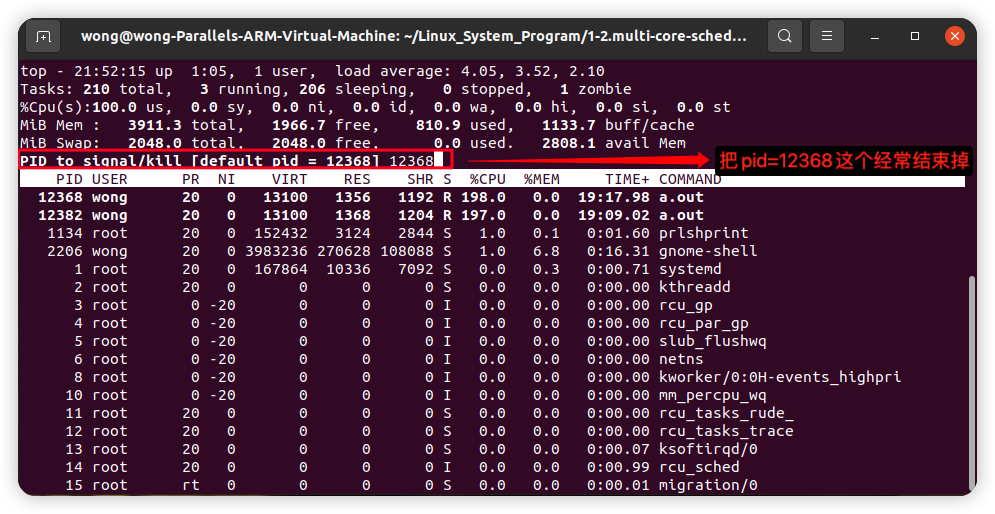 wong@wong-Parallels-ARM-Virtual-Machine: ~/Linux_System_Program/1-2.multi-core-sched...
top - 21:52:15 up  1:05,  1 user,  load average: 4.05, 3.52, 2.10
Tasks: 210 total,   3 running, 206 sleeping,   0 stopped,   1 zombie
%Cpu(s):100.0 us,  0.0 sy,  0.0 ni,  0.0 id,  0.0 wa,  0.0 hi,  0.0 si,  0.0 st
MiB Mem :   3911.3 total,   1966.7 free,    810.9 used,   1133.7 buff/cache
MiB Swap:   2048.0 total,   2048.0 free,      0.0 used.   2808.1 avail Mem
PID to signal/kill [default pid = 12368] 12368
把pid=12368这个经常结束掉
PID USER      PR  NI    VIRT    RES    SHR S  %CPU  %MEM     TIME+ COMMAND
12368 wong      20   0   13100   1356   1192 R 198.0   0.0  19:17.98 a.out
12382 wong      20   0   13100   1368   1204 R 197.0   0.0  19:09.02 a.out
1134 root      20   0  152432   3124   2844 S   1.0   0.1   0:01.60 prlshprint
2206 wong      20   0 3983236 270628 108088 S   1.0   6.8   0:16.31 gnome-shell
1 root      20   0  167864  10336   7092 S   0.0   0.3   0:00.71 systemd
2 root      20   0       0      0      0 S   0.0   0.0   0:00.00 kthreadd
3 root       0 -20       0      0      0 I   0.0   0.0   0:00.00 rcu_gp
4 root       0 -20       0      0      0 I   0.0   0.0   0:00.00 rcu_par_gp
5 root       0 -20       0      0      0 I   0.0   0.0   0:00.00 slub_flushwq
6 root       0 -20       0      0      0 I   0.0   0.0   0:00.00 netns
8 root       0 -20       0      0      0 I   0.0   0.0   0:00.00 kworker/0:0H-events_highpri
10 root       0 -20       0      0      0 I   0.0   0.0   0:00.00 mm_percpu_wq
11 root      20   0       0      0      0 S   0.0   0.0   0:00.00 rcu_tasks_rude_
12 root      20   0       0      0      0 S   0.0   0.0   0:00.00 rcu_tasks_trace
13 root      20   0       0      0      0 S   0.0   0.0   0:00.07 ksoftirqd/0
14 root      20   0       0      0      0 I   0.0   0.0   0:00.99 rcu_sched
15 root      rt   0       0      0      0 S   0.0   0.0   0:00.01 migration/0